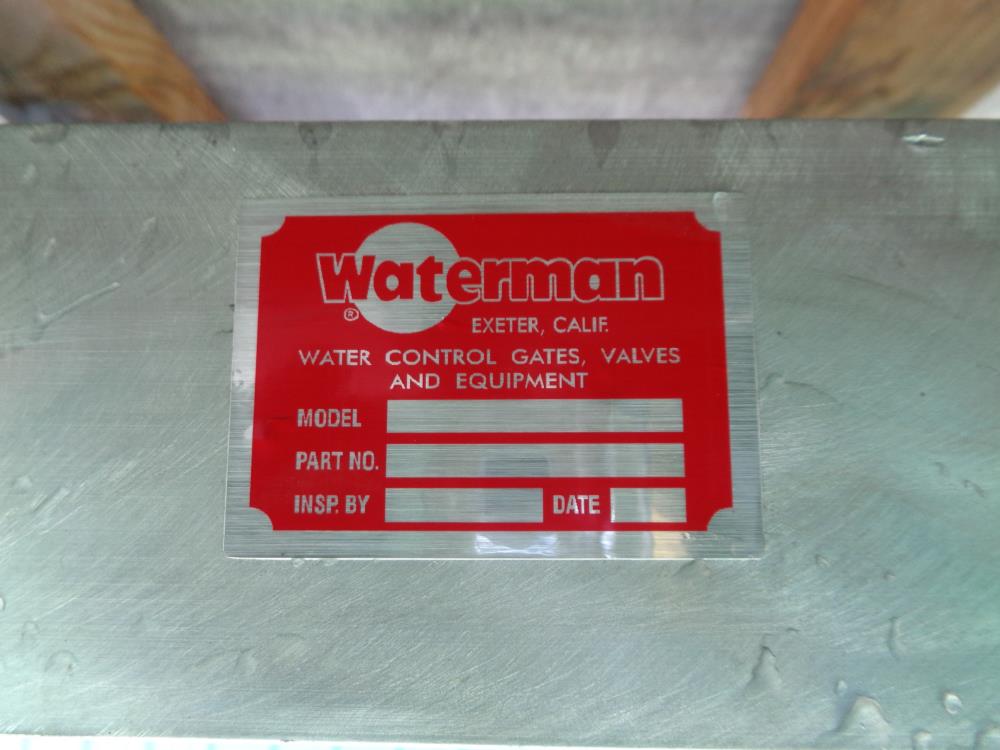 Waterman
®
EXETER, CALIF.
WATER CONTROL GATES, VALVES
AND EQUIPMENT
MODEL
PART NO.
INSP. BY DATE